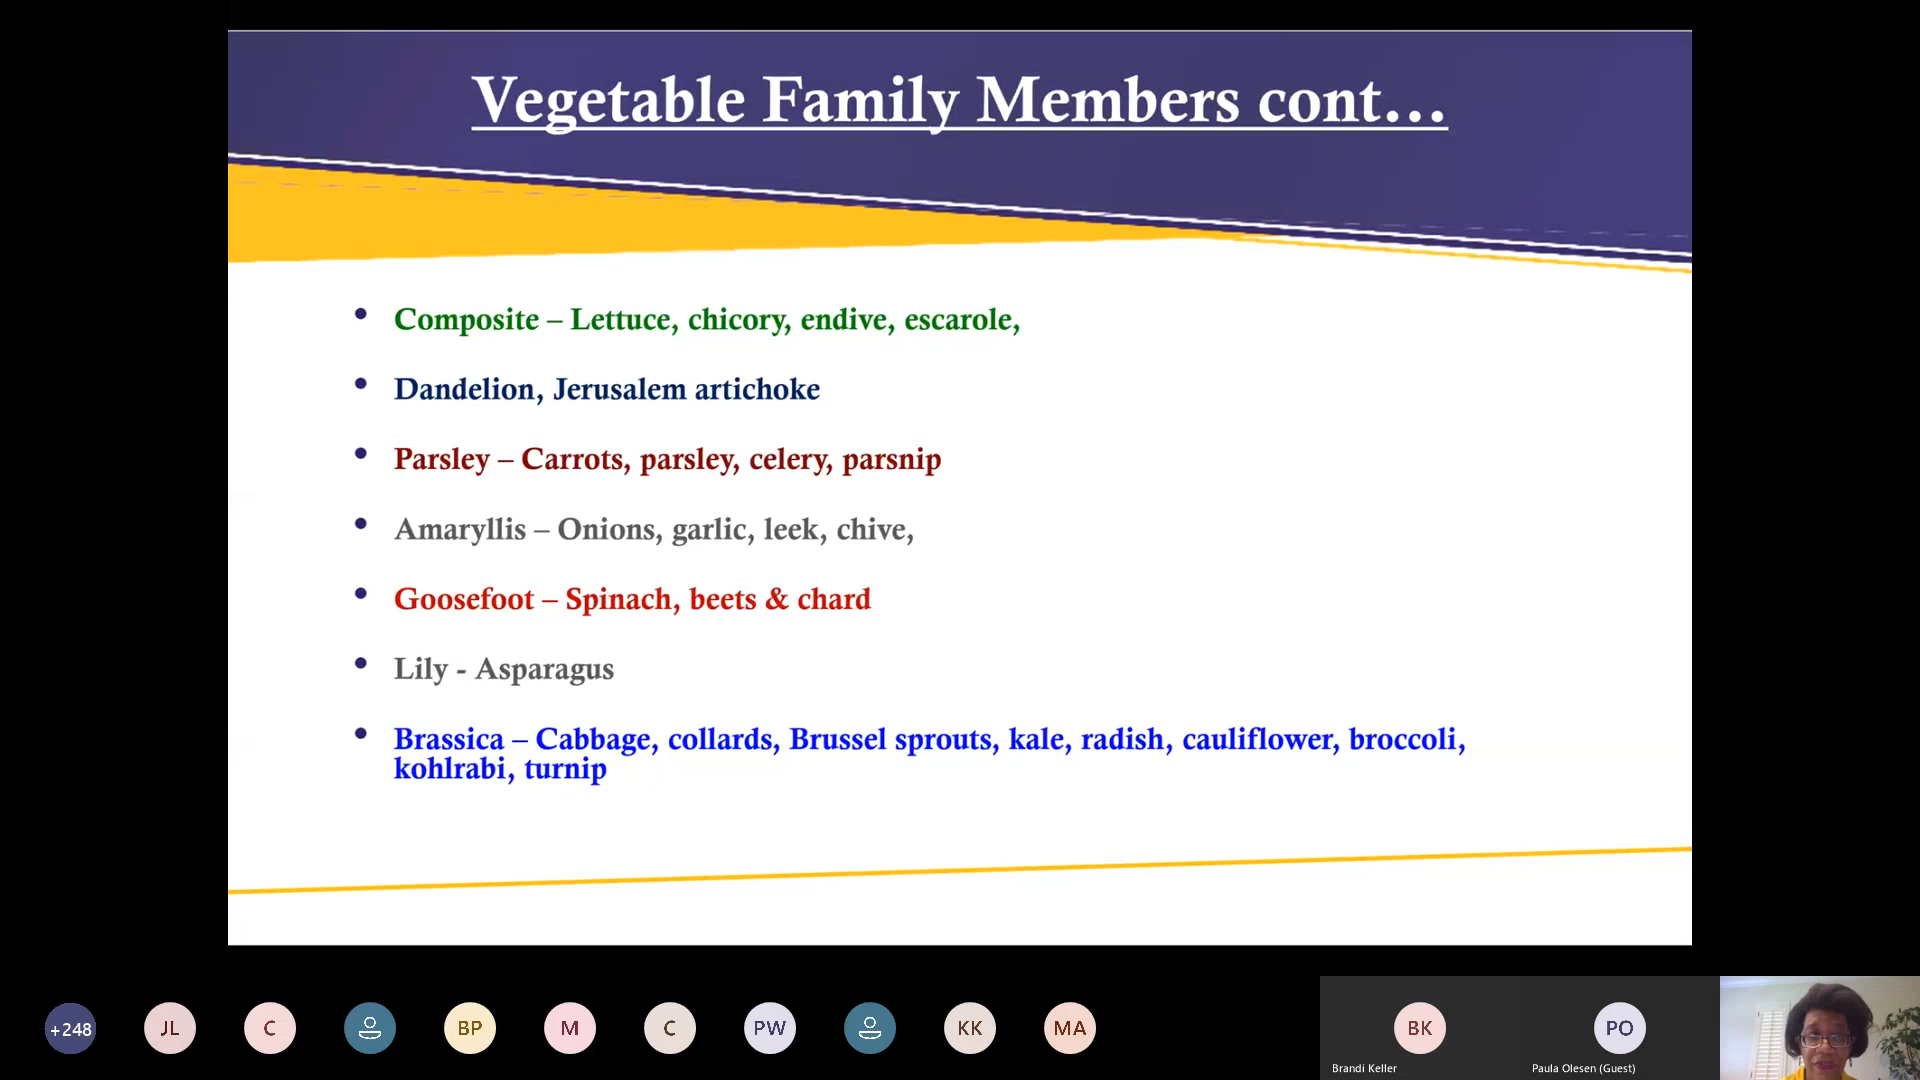 Vegetable Family Members cont...
• Composite – Lettuce, chicory, endive, escarole,
• Dandelion, Jerusalem artichoke
• Parsley – Carrots, parsley, celery, parsnip
• Amaryllis – Onions, garlic, leek, chive,
• Goosefoot – Spinach, beets & chard
• Lily - Asparagus
• Brassica – Cabbage, collards, Brussel sprouts, kale, radish, cauliflower, broccoli,
kohlrabi, turnip
+248 JL C BP M C PW KK MA BK PO
Brandi Keller Paula Olesen (Guest)